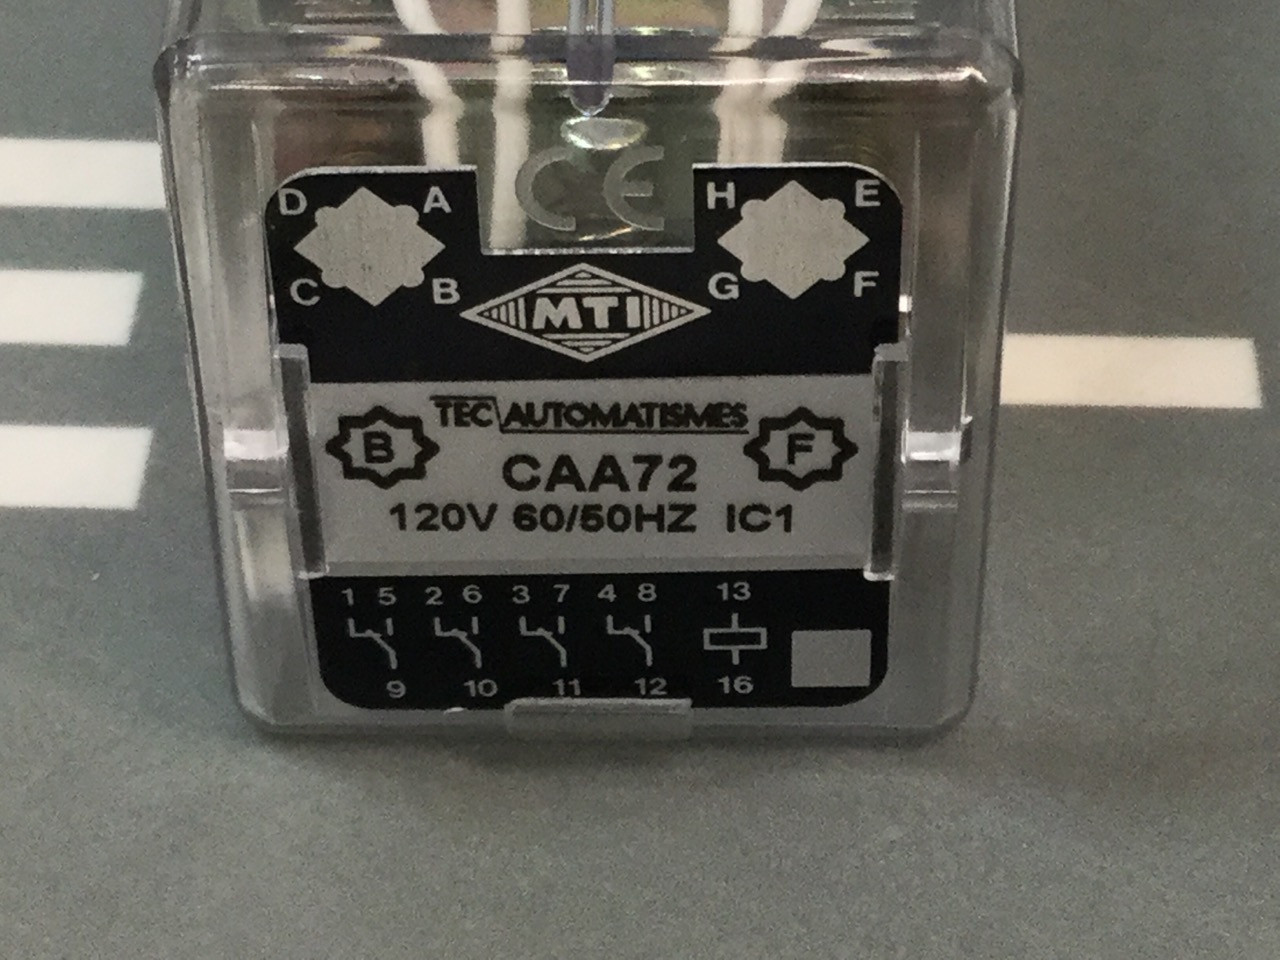 CE
D A H E
C B G F
MTI
TEC AUTOMATISMES
B F
CAA72
120V 60/50HZ IC1
1 5 2 6 3 7 4 8 13
9 10 11 12 16